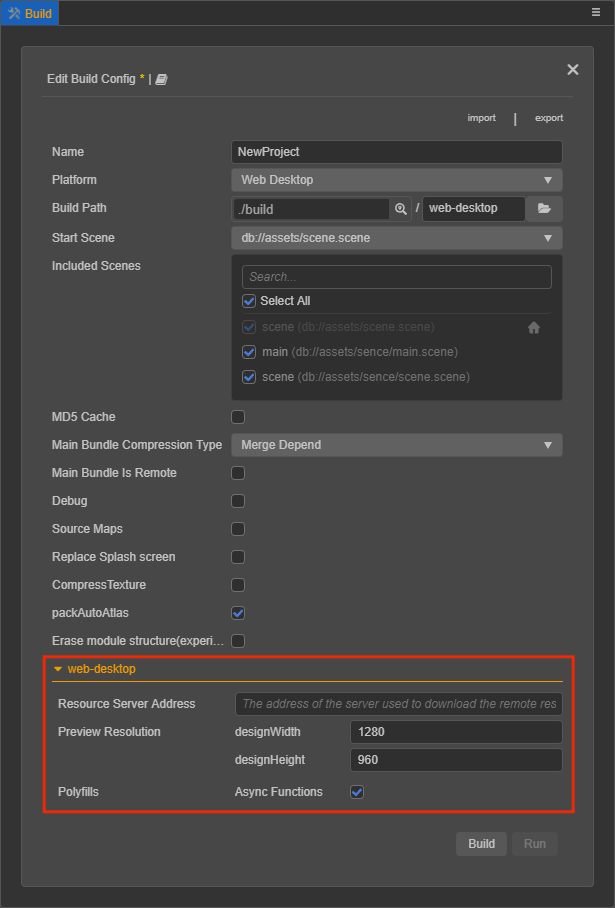 Build
Edit Build Config * |
import | export
Name NewProject
Platform Web Desktop
Build Path ./build / web-desktop
Start Scene db://assets/scene.scene
Included Scenes
Search...
Select All
scene (db://assets/scene.scene)
main (db://assets/sence/main.scene)
scene (db://assets/sence/scene.scene)
MD5 Cache
Main Bundle Compression Type Merge Depend
Main Bundle Is Remote
Debug
Source Maps
Replace Splash screen
CompressTexture
packAutoAtlas
Erase module structure(experi...
web-desktop
Resource Server Address The address of the server used to download the remote res
Preview Resolution designWidth 1280
designHeight 960
Polyfills Async Functions
Build Run